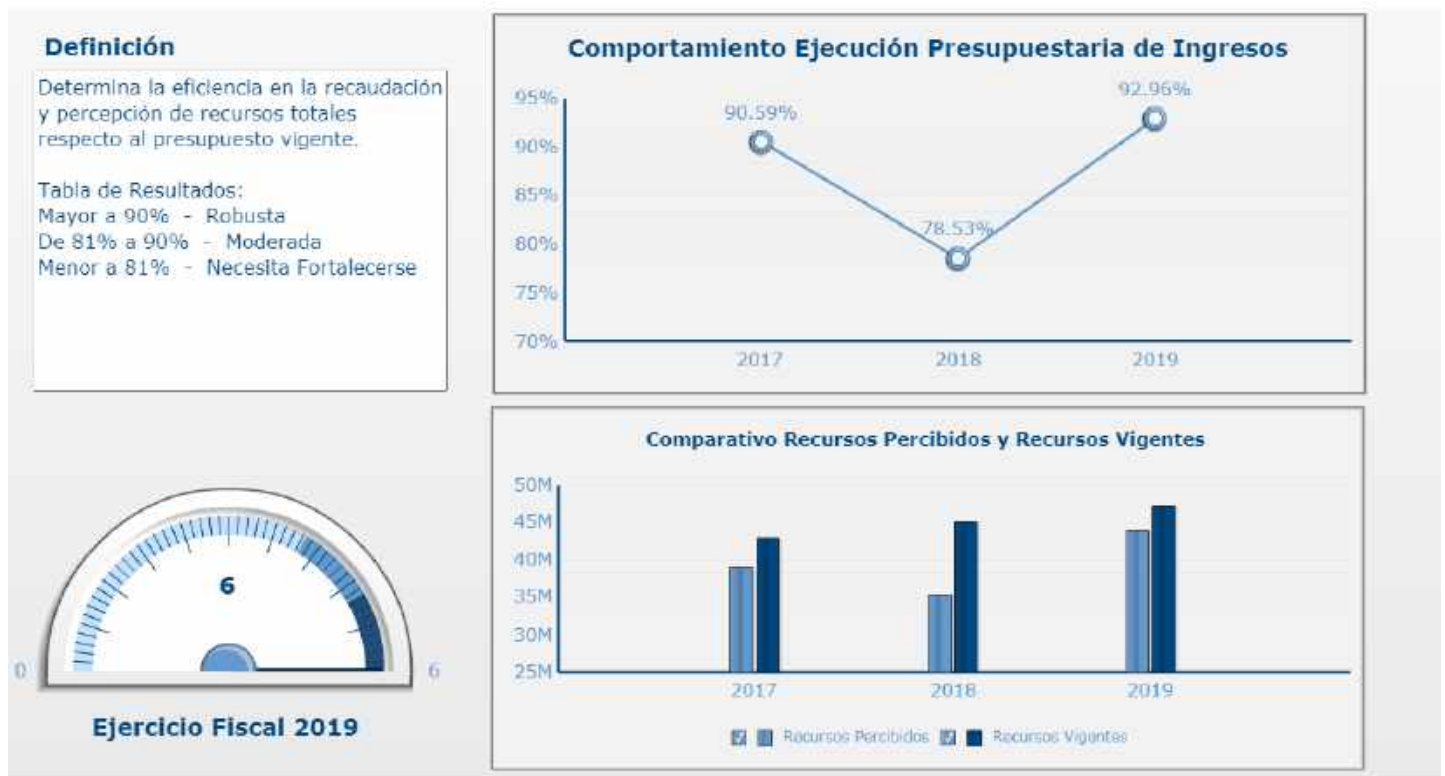 Definición
Determina la eficiencia en la recaudación
y percepción de recursos totales
respecto al presupuesto vigente.
Tabla de Resultados:
Mayor a 90% - Robusta
De 81% a 90% - Moderada
Menor a 81% - Necesita Fortalecerse
Comportamiento Ejecución Presupuestaria de Ingresos
95%
90%
85%
80%
75%
70%
90.59%
78.53%
92.96%
2017 2018 2019
6
0 6
Ejercicio Fiscal 2019
Comparativo Recursos Percibidos y Recursos Vigentes
50M
45M
40M
35M
30M
25M
2017 2018 2019
Recursos Percibidos Recursos Vigentes